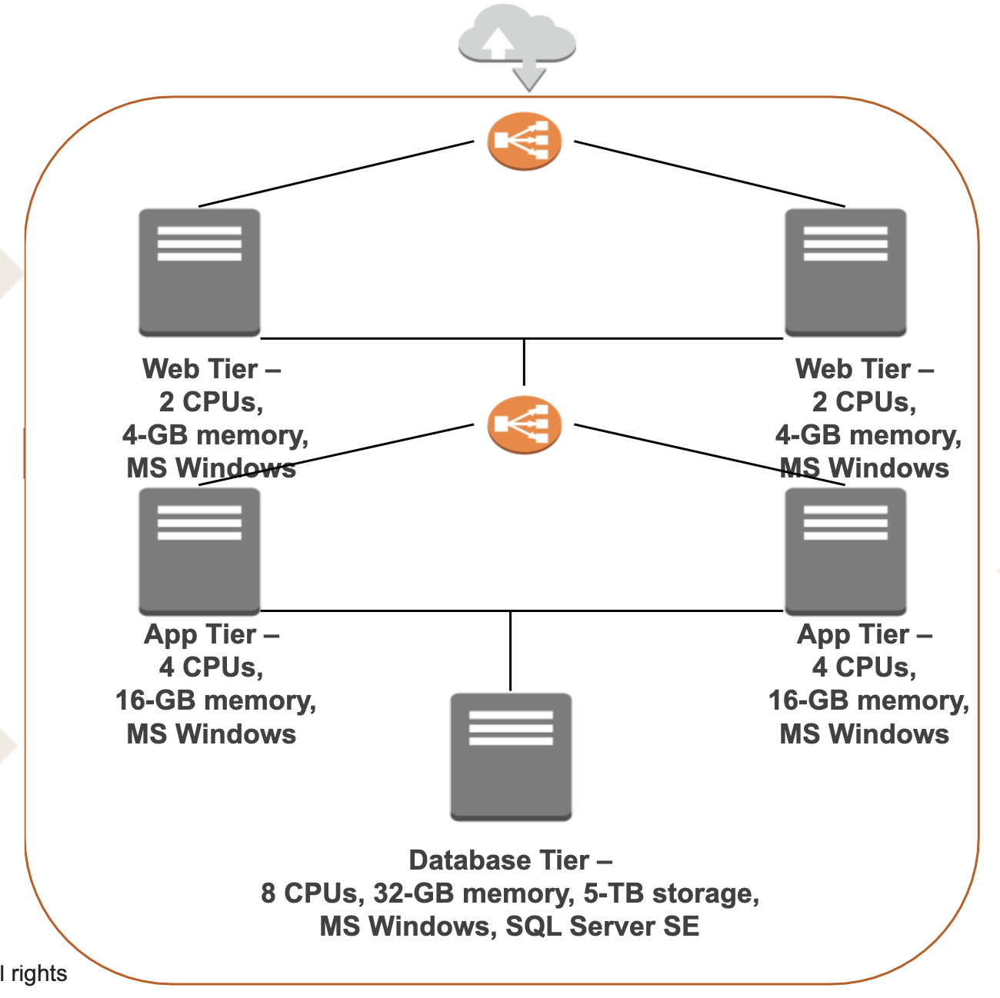 Web Tier –
2 CPUs,
4-GB memory,
MS Windows
Web Tier –
2 CPUs,
4-GB memory,
MS Windows
App Tier –
4 CPUs,
16-GB memory,
MS Windows
App Tier –
4 CPUs,
16-GB memory,
MS Windows
Database Tier –
8 CPUs, 32-GB memory, 5-TB storage,
MS Windows, SQL Server SE
l rights